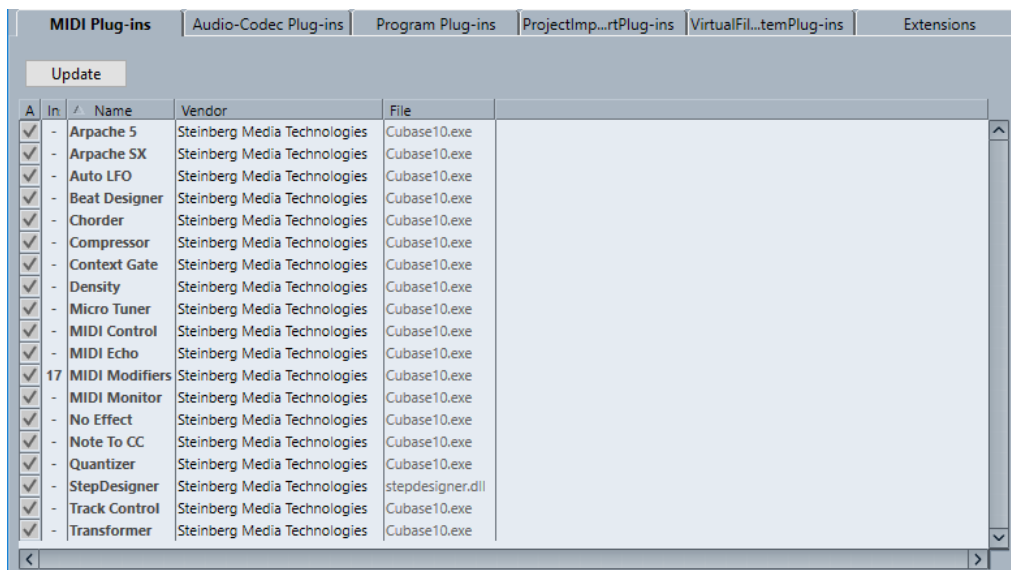 MIDI Plug-ins Audio-Codec Plug-ins Program Plug-ins ProjectImp...rtPlug-ins VirtualFil...temPlug-ins Extensions
Update
A In Name Vendor File
- Arpache 5 Steinberg Media Technologies Cubase10.exe
- Arpache SX Steinberg Media Technologies Cubase10.exe
- Auto LFO Steinberg Media Technologies Cubase10.exe
- Beat Designer Steinberg Media Technologies Cubase10.exe
- Chorder Steinberg Media Technologies Cubase10.exe
- Compressor Steinberg Media Technologies Cubase10.exe
- Context Gate Steinberg Media Technologies Cubase10.exe
- Density Steinberg Media Technologies Cubase10.exe
- Micro Tuner Steinberg Media Technologies Cubase10.exe
- MIDI Control Steinberg Media Technologies Cubase10.exe
- MIDI Echo Steinberg Media Technologies Cubase10.exe
17 MIDI Modifiers Steinberg Media Technologies Cubase10.exe
- MIDI Monitor Steinberg Media Technologies Cubase10.exe
- No Effect Steinberg Media Technologies Cubase10.exe
- Note To CC Steinberg Media Technologies Cubase10.exe
- Quantizer Steinberg Media Technologies Cubase10.exe
- StepDesigner Steinberg Media Technologies stepdesigner.dll
- Track Control Steinberg Media Technologies Cubase10.exe
- Transformer Steinberg Media Technologies Cubase10.exe